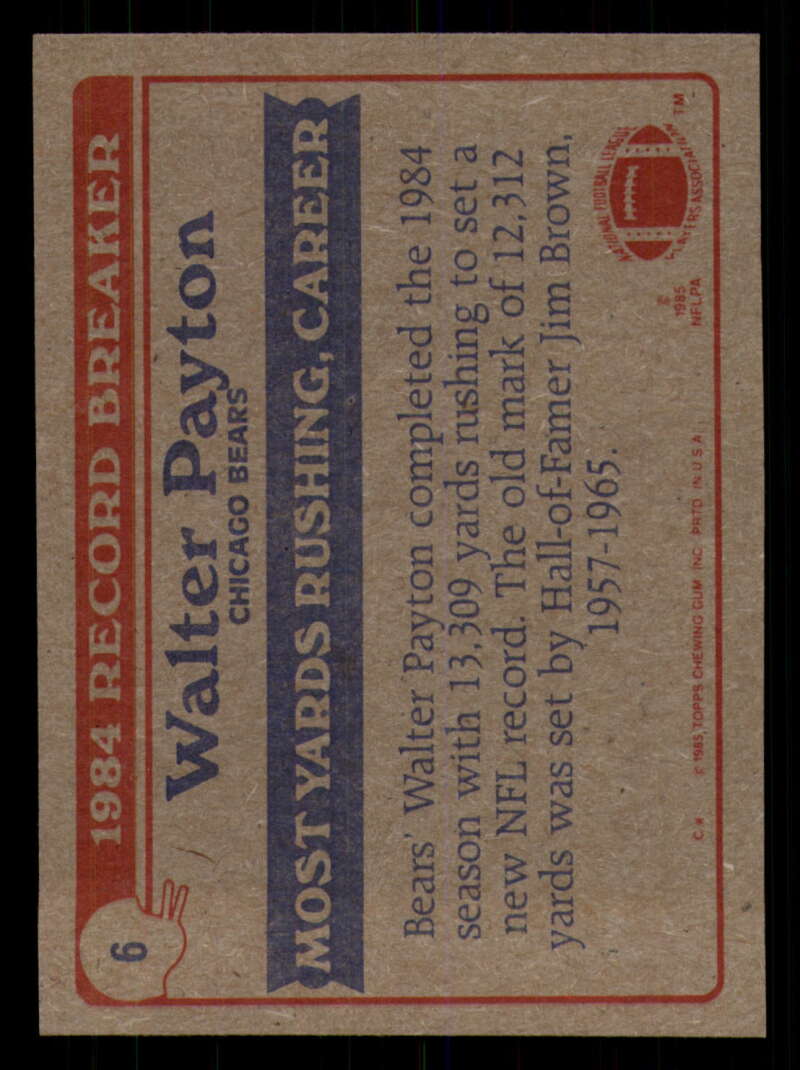 6
1984 RECORD BREAKER
Walter Payton
CHICAGO BEARS
MOST YARDS RUSHING, CAREER
Bears' Walter Payton completed the 1984
season with 13,309 yards rushing to set a
new NFL record. The old mark of 12,312
yards was set by Hall-of-Famer Jim Brown,
1957-1965.
NATIONAL FOOTBALL LEAGUE
PLAYERS ASSOCIATION
TM
©
1985
NFLPA
C * © 1985 TOPPS CHEWING GUM INC PRTD IN U S A